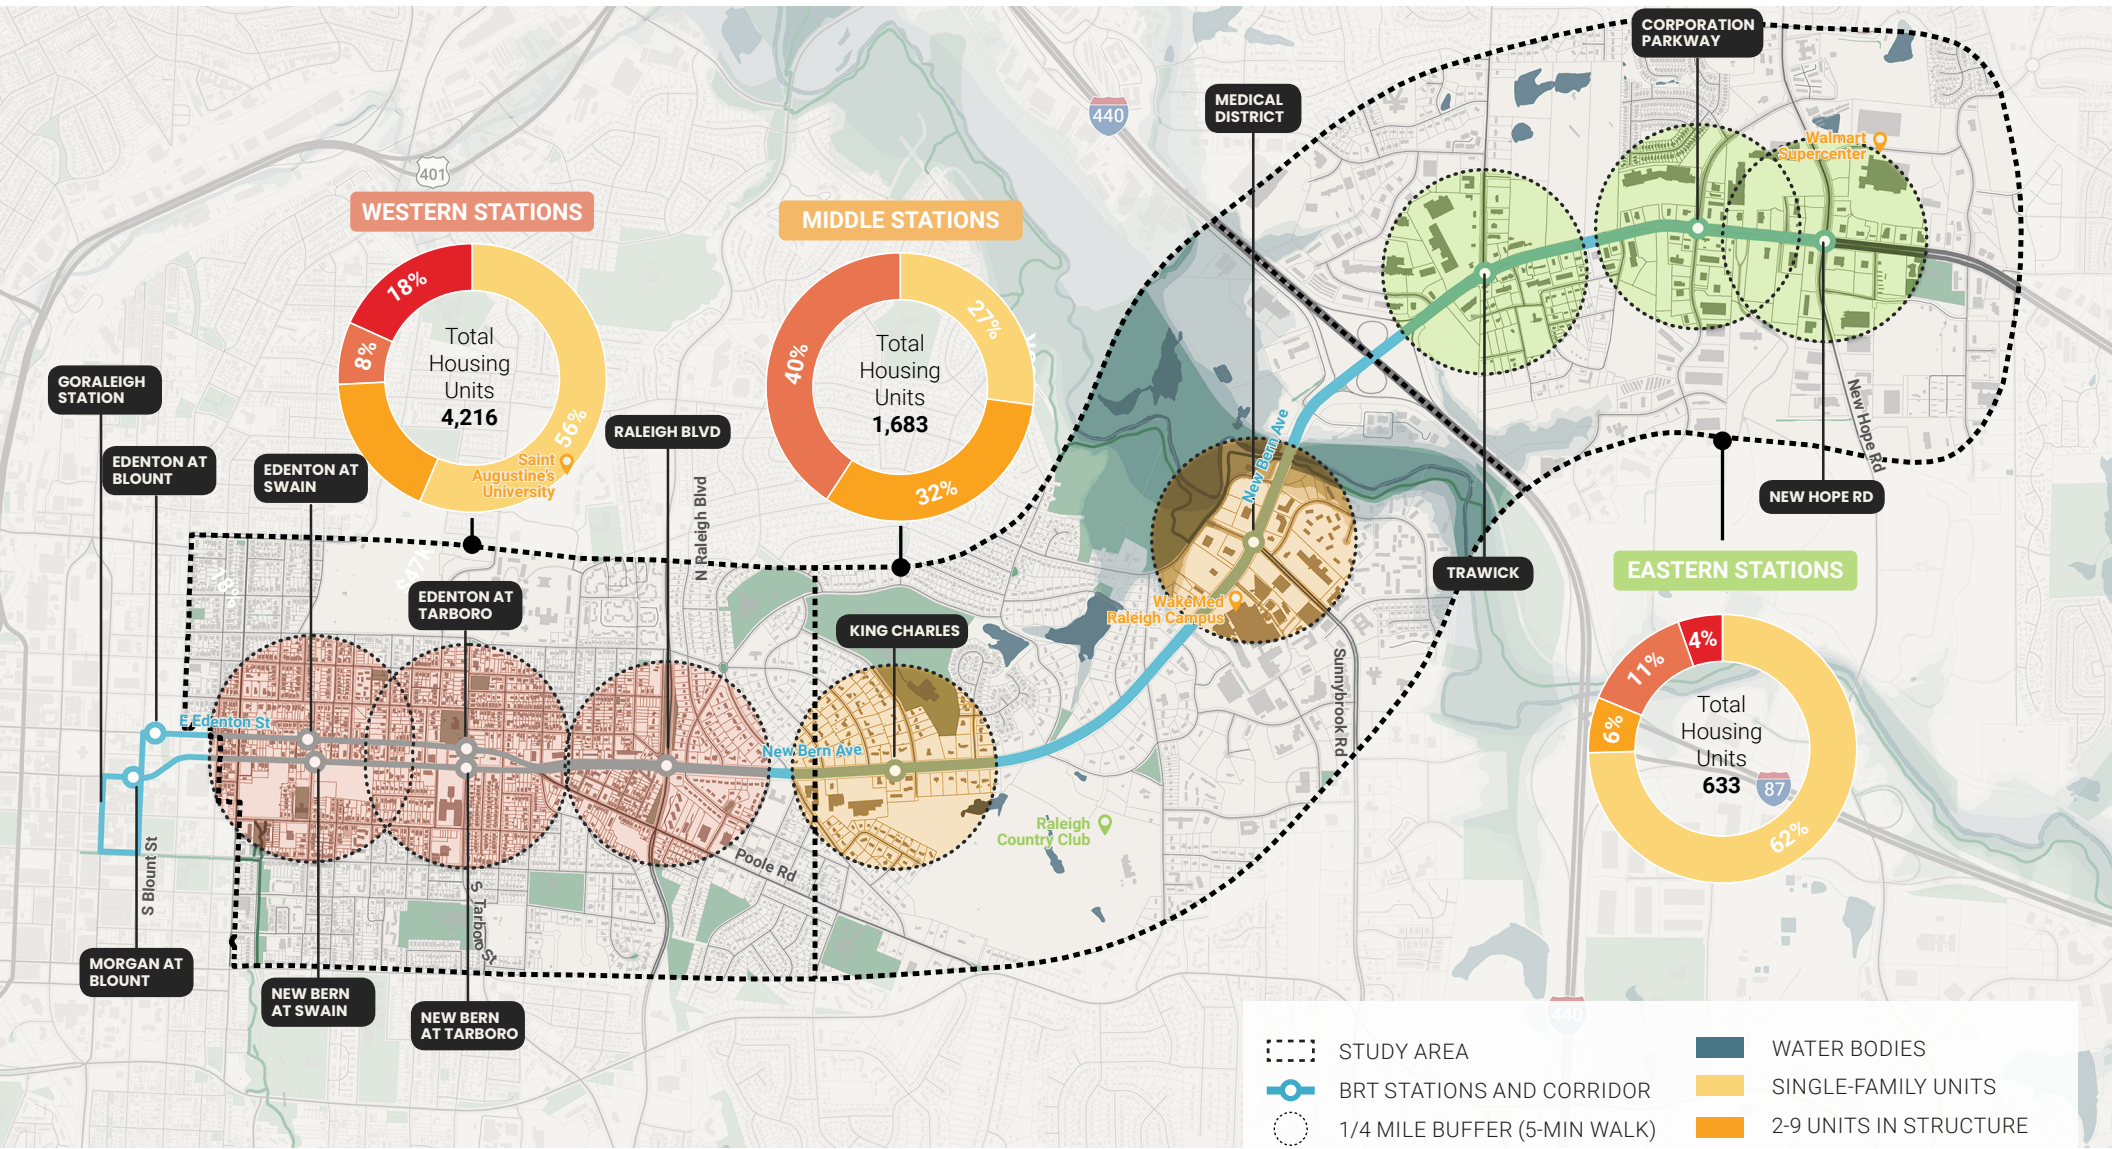 CORPORATION
PARKWAY
MEDICAL
DISTRICT
440
Walmart
Supercenter
401
WESTERN STATIONS
MIDDLE STATIONS
18%
8%
56%
Total
Housing
Units
4,216
27%
40%
32%
Total
Housing
Units
1,683
GORALEIGH
STATION
EDENTON AT
BLOUNT
EDENTON AT
SWAIN
RALEIGH BLVD
Saint
Augustine's
University
N Raleigh Blvd
New Bern Ave
New Hope Rd
NEW HOPE RD
$47K
18%
EDENTON AT
TARBORO
KING CHARLES
TRAWICK
EASTERN STATIONS
WakeMed
Raleigh Campus
Sunnybrook Rd
4%
11%
6%
62%
Total
Housing
Units
633
87
E Edenton St
New Bern Ave
Raleigh
Country Club
Poole Rd
S Blount St
S Tarboro St
MORGAN AT
BLOUNT
NEW BERN
AT SWAIN
NEW BERN
AT TARBORO
440
STUDY AREA
BRT STATIONS AND CORRIDOR
1/4 MILE BUFFER (5-MIN WALK)
WATER BODIES
SINGLE-FAMILY UNITS
2-9 UNITS IN STRUCTURE